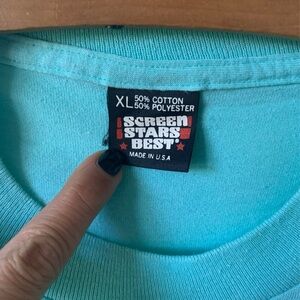 XL 50% COTTON
50% POLYESTER
SCREEN
STARS
BEST®
MADE IN U.S.A